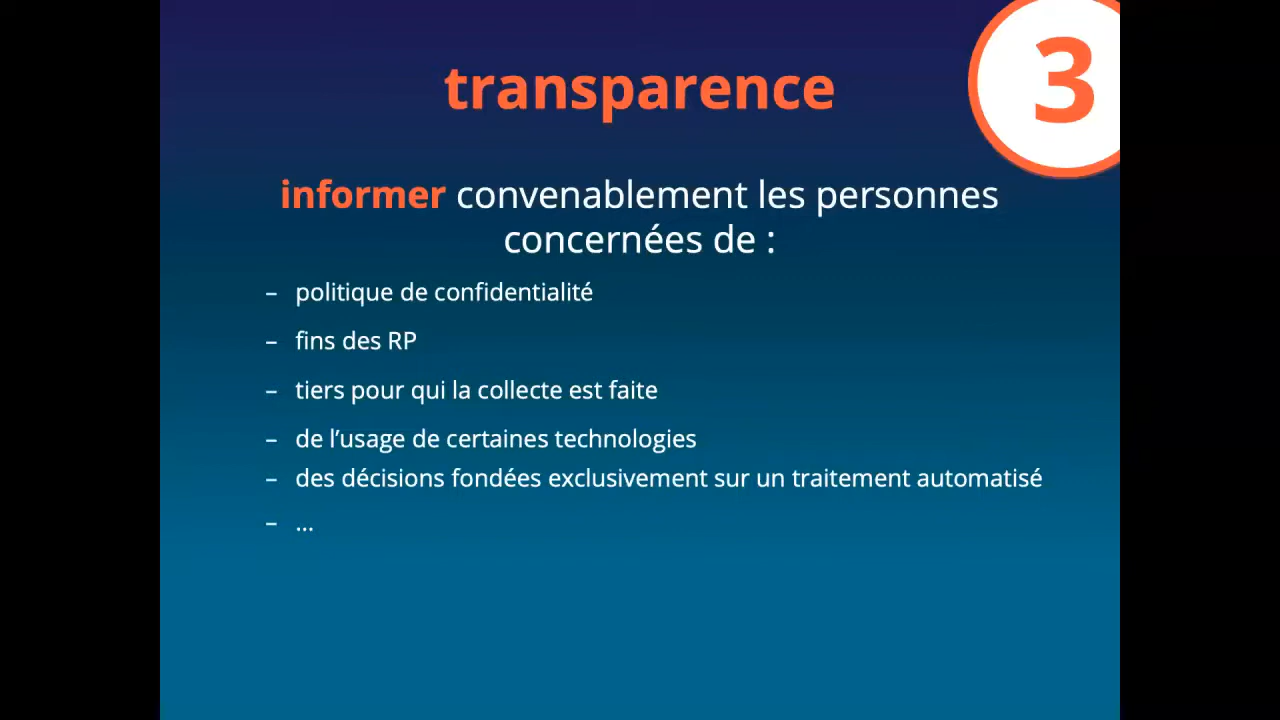 transparence
3
informer convenablement les personnes
concernées de :
– politique de confidentialité
– fins des RP
– tiers pour qui la collecte est faite
– de l’usage de certaines technologies
– des décisions fondées exclusivement sur un traitement automatisé
– ...